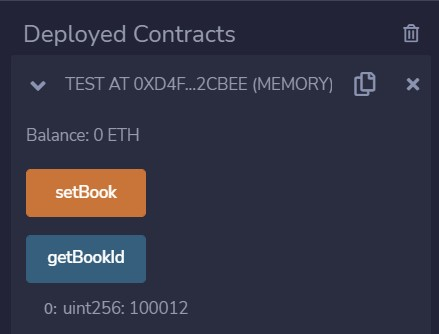 Deployed Contracts
TEST AT 0XD4F...2CBEE (MEMORY)
Balance: 0 ETH
setBook
getBookId
0: uint256: 100012